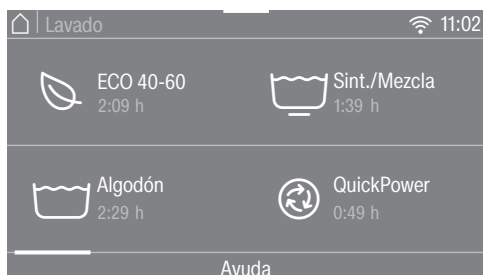 Lavado 11:02
ECO 40-60
2:09 h
Sint./Mezcla
1:39 h
Algodón
2:29 h
QuickPower
0:49 h
Ayuda